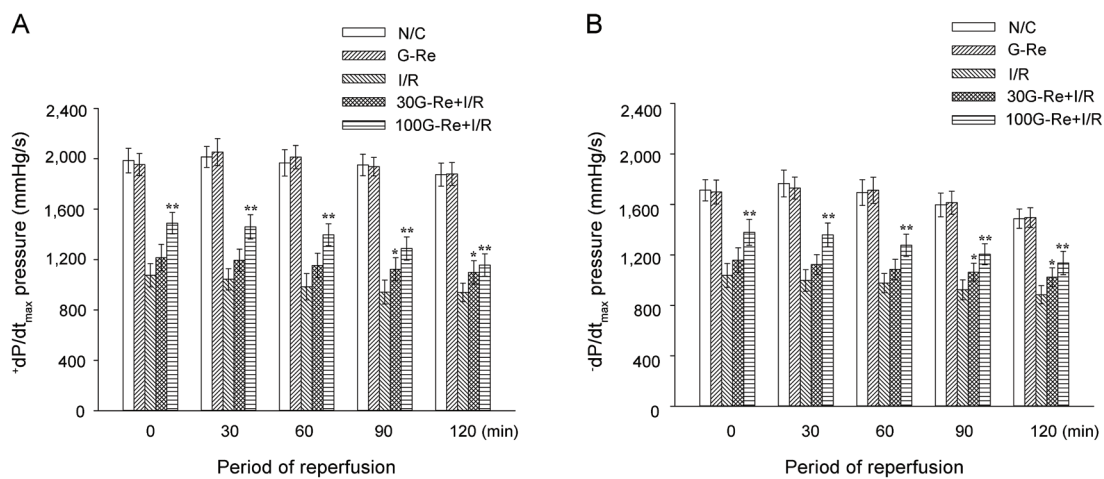 A
N/C
G-Re
I/R
30G-Re+I/R
100G-Re+I/R
+dP/dtmax pressure (mmHg/s)
2,400
2,000
1,600
1,200
800
400
0
** ** ** * ** * **
0 30 60 90 120 (min)
Period of reperfusion
B
N/C
G-Re
I/R
30G-Re+I/R
100G-Re+I/R
-dP/dtmax pressure (mmHg/s)
2,400
2,000
1,600
1,200
800
400
0
** ** ** * ** * **
0 30 60 90 120 (min)
Period of reperfusion